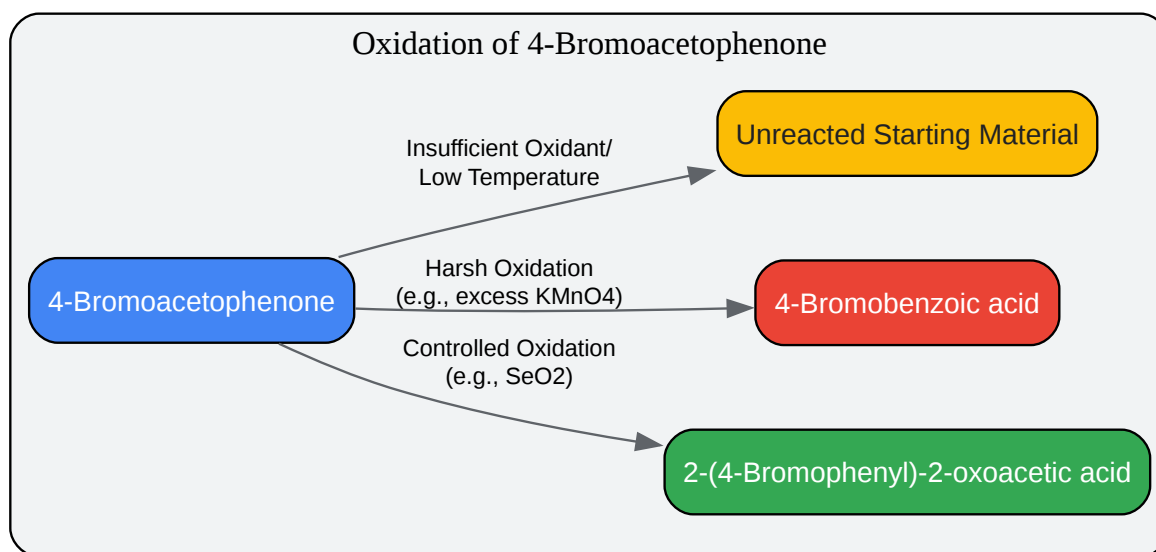 Oxidation of 4-Bromoacetophenone
Unreacted Starting Material
Insufficient Oxidant/
Low Temperature
4-Bromoacetophenone
Harsh Oxidation
(e.g., excess KMnO4)
4-Bromobenzoic acid
Controlled Oxidation
(e.g., SeO2)
2-(4-Bromophenyl)-2-oxoacetic acid